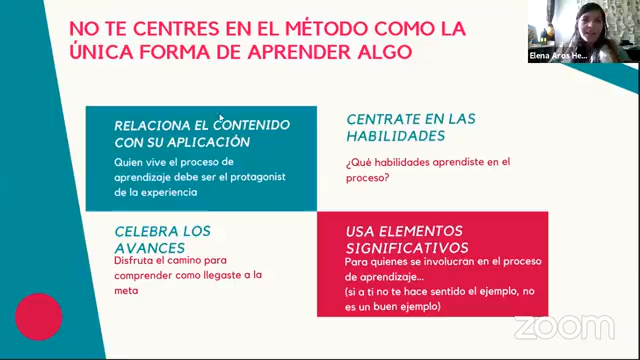 NO TE CENTRES EN EL MÉTODO COMO LA
ÚNICA FORMA DE APRENDER ALGO
Elena Aros He...
RELACIONA EL CONTENIDO
CON SU APLICACIÓN
Quien vive el proceso de
aprendizaje debe ser el protagonist
de la experiencia
CENTRATE EN LAS
HABILIDADES
¿Qué habilidades aprendiste en el
proceso?
CELEBRA LOS
AVANCES
Disfruta el camino para
comprender como llegaste a la
meta
USA ELEMENTOS
SIGNIFICATIVOS
Para quienes se involucran en el proceso
de aprendizaje...
(si a ti no te hace sentido el ejemplo, no
es un buen ejemplo)
zoom